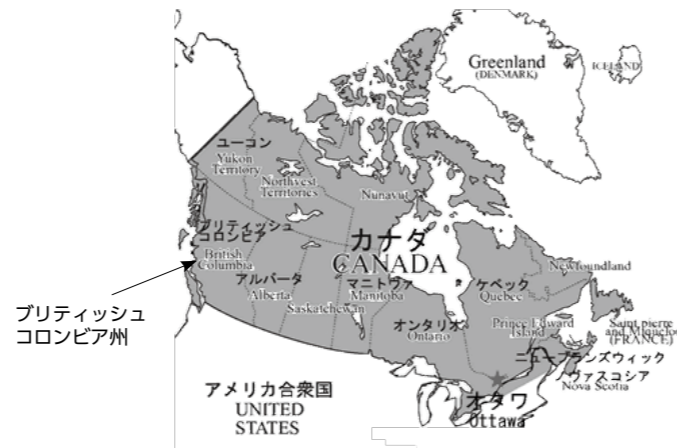 Greenland
(DENMARK)
ICELAND
ユーコン
Yukon
Territory
Northwest
Territories
Nunavut
ブリティッシュ
コロンビア
British
Columbia
カナダ
CANADA
アルバータ
Alberta
Saskatchewan
マニトヴァ
Manitoba
オンタリオ
Ontario
ケベック
Quebec
Newfoundland
Prince Edward
Island
Saint pierre
and Miquelon
(FRANCE)
ニューブランズウィック
ノヴァスコシア
Nova Scotia
オタワ
Ottawa
アメリカ合衆国
UNITED
STATES
ブリティッシュ
コロンビア州